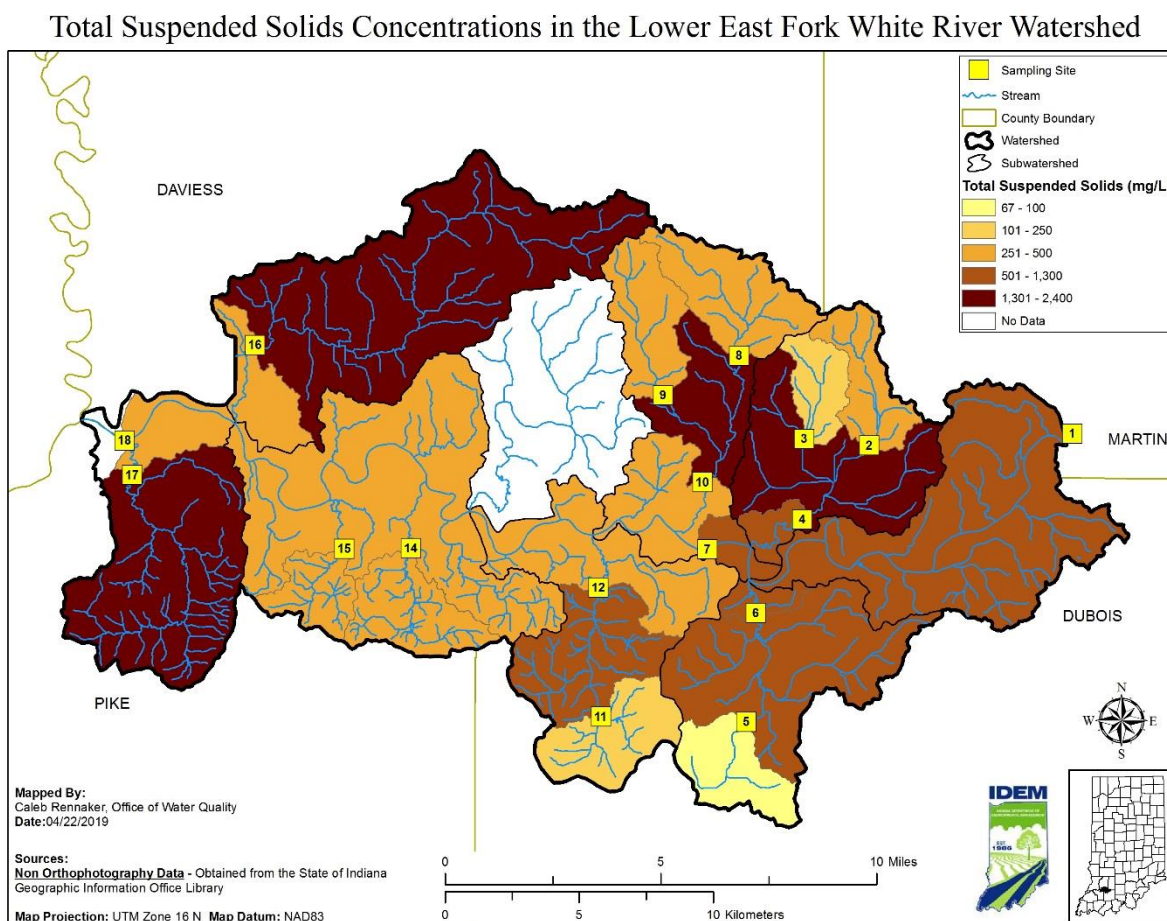 Total Suspended Solids Concentrations in the Lower East Fork White River Watershed
Sampling Site
Stream
County Boundary
Watershed
Subwatershed
Total Suspended Solids (mg/L
67 - 100
101 - 250
251 - 500
501 - 1,300
1,301 - 2,400
No Data
DAVIESS
16
8
9
18
3
2
1
MARTIN
17
10
4
15
14
7
12
6
DUBOIS
PIKE
11
5
N
W
E
S
Mapped By:
Caleb Rennaker, Office of Water Quality
Date:04/22/2019
IDEM
EST
1986
Sources:
Non Orthophotography Data - Obtained from the State of Indiana
Geographic Information Office Library
Map Projection: UTM Zone 16 N Map Datum: NAD83
0 5 10 Miles
0 5 10 Kilometers